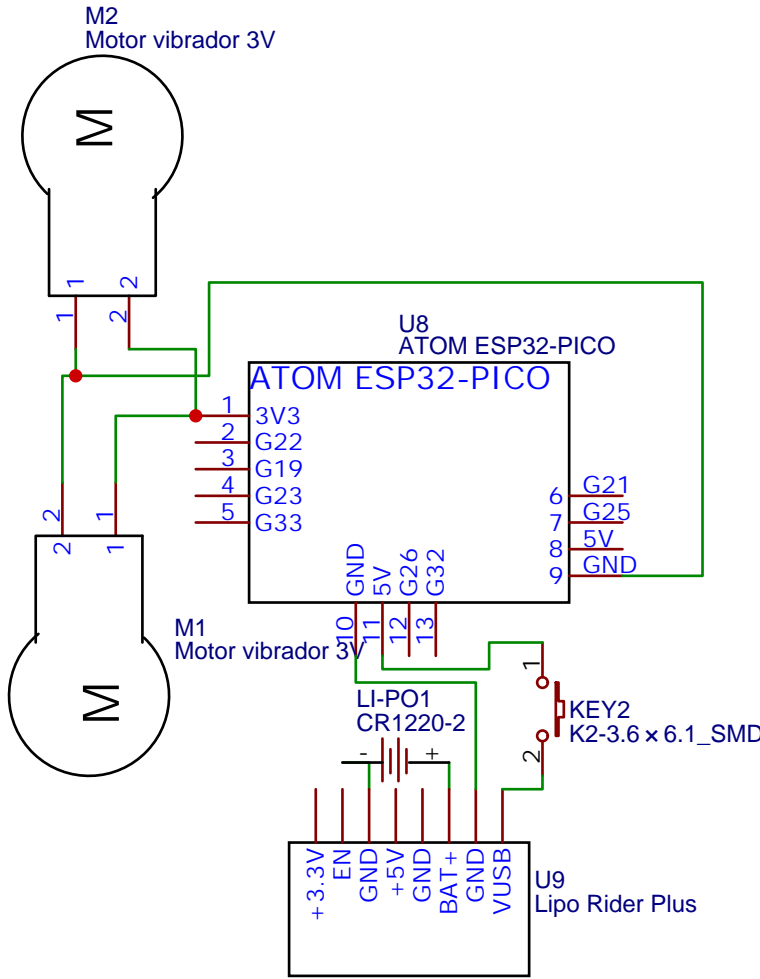 M2
Motor vibrador 3V
M
1
2
1
2
U8
ATOM ESP32-PICO
ATOM ESP32-PICO
1
3V3
2
G22
3
G19
4
G23
5
G33
6
G21
7
G25
8
5V
9
GND
GND
5V
G26
G32
10
11
12
13
2
1
2
1
M1
Motor vibrador 3V
M
LI-PO1
CR1220-2
-
+
1
KEY2
K2-3.6×6.1_SMD
2
+3.3V
EN
GND
+5V
GND
BAT+
GND
VUSB
U9
Lipo Rider Plus